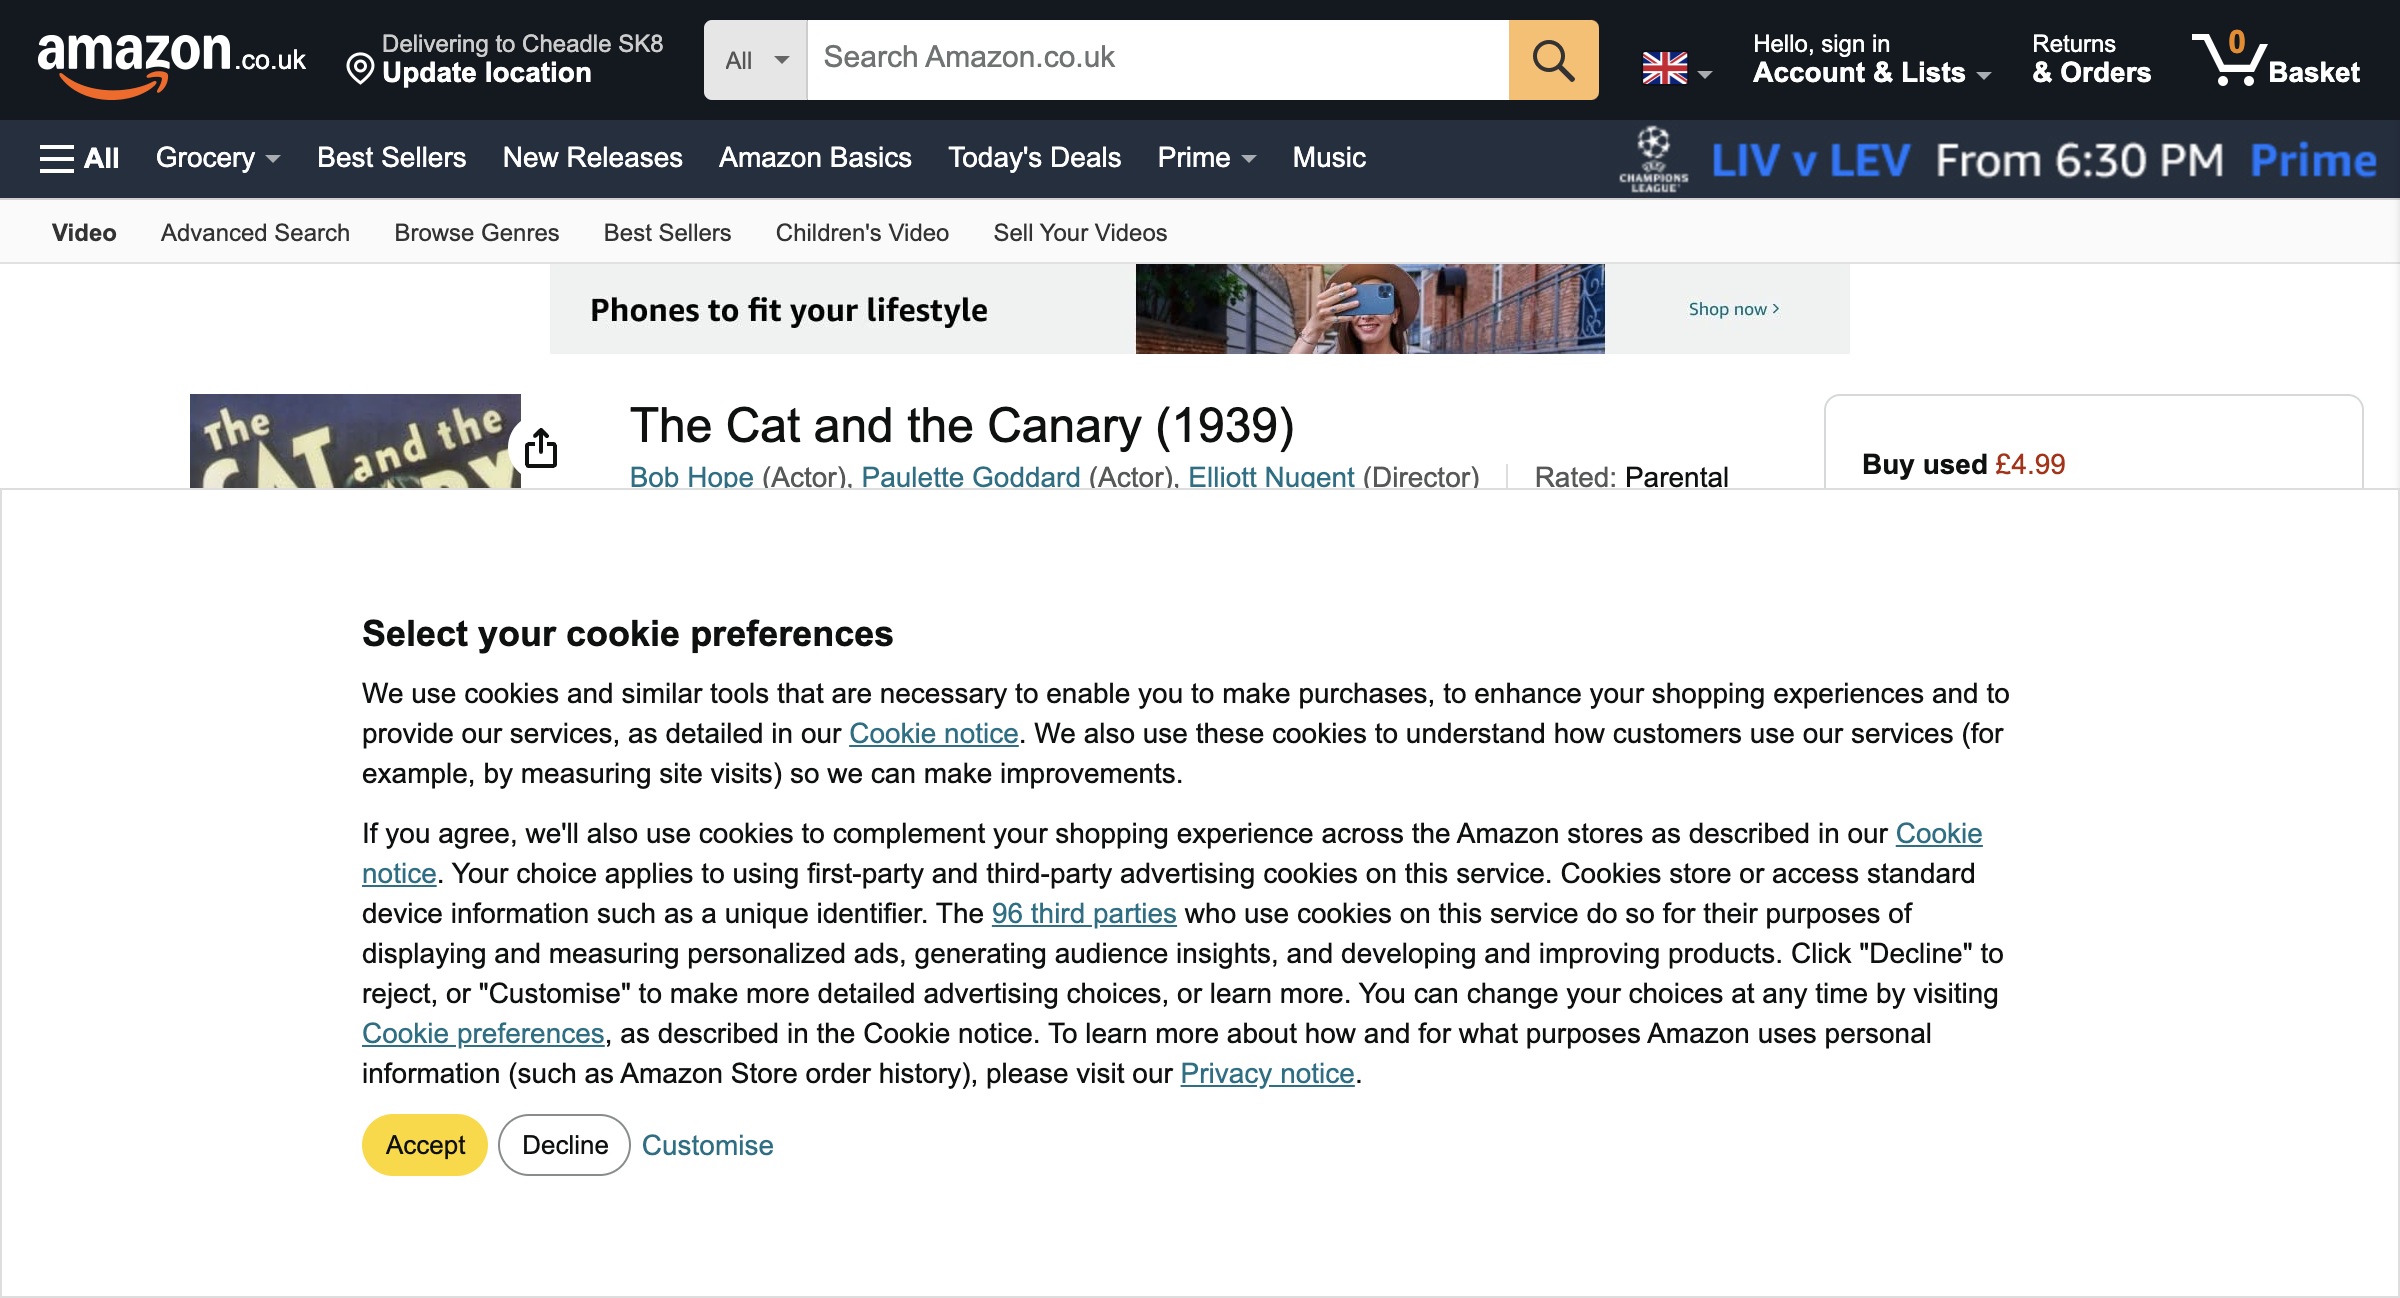 amazon.co.uk
Delivering to Cheadle SK8
Update location
All
Search Amazon.co.uk
Hello, sign in
Account & Lists
Returns
& Orders
0
Basket
All
Grocery
Best Sellers
New Releases
Amazon Basics
Today's Deals
Prime
Music
CHAMPIONS
LEAGUE
LIV v LEV From 6:30 PM Prime
Video
Advanced Search
Browse Genres
Best Sellers
Children's Video
Sell Your Videos
Phones to fit your lifestyle
Shop now >
The
CAT and the
The Cat and the Canary (1939)
Bob Hope (Actor), Paulette Goddard (Actor), Elliott Nugent (Director)
Rated: Parental
Buy used £4.99
Select your cookie preferences
We use cookies and similar tools that are necessary to enable you to make purchases, to enhance your shopping experiences and to
provide our services, as detailed in our Cookie notice. We also use these cookies to understand how customers use our services (for
example, by measuring site visits) so we can make improvements.
If you agree, we'll also use cookies to complement your shopping experience across the Amazon stores as described in our Cookie
notice. Your choice applies to using first-party and third-party advertising cookies on this service. Cookies store or access standard
device information such as a unique identifier. The 96 third parties who use cookies on this service do so for their purposes of
displaying and measuring personalized ads, generating audience insights, and developing and improving products. Click "Decline" to
reject, or "Customise" to make more detailed advertising choices, or learn more. You can change your choices at any time by visiting
Cookie preferences, as described in the Cookie notice. To learn more about how and for what purposes Amazon uses personal
information (such as Amazon Store order history), please visit our Privacy notice.
Accept
Decline
Customise